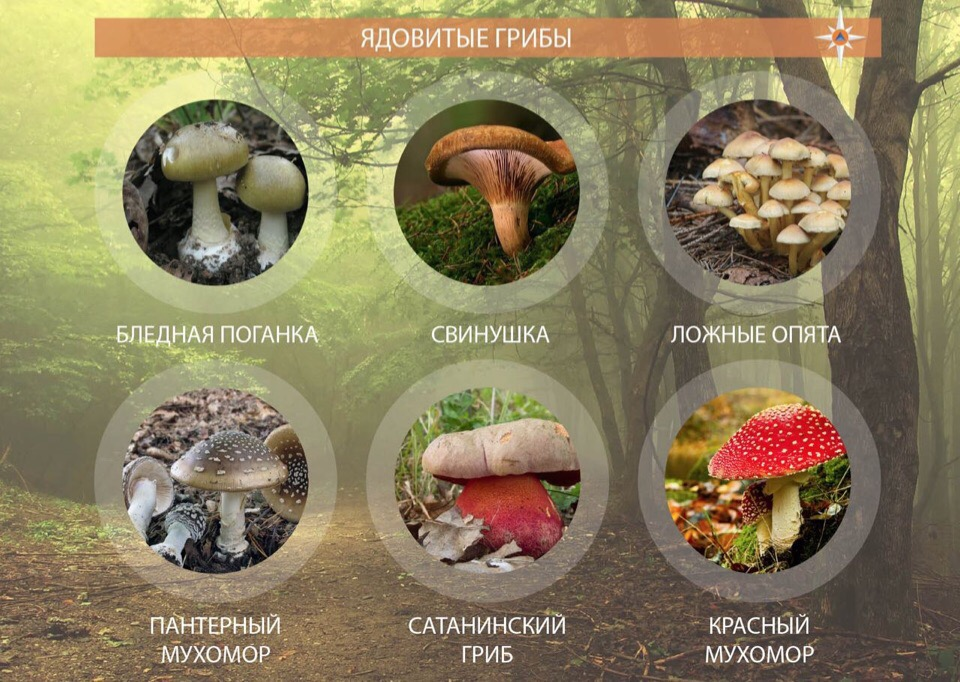 ЯДОВИТЫЕ ГРИБЫ
БЛЕДНАЯ ПОГАНКА
СВИНУШКА
ЛОЖНЫЕ ОПЯТА
ПАНТЕРНЫЙ
МУХОМОР
САТАНИНСКИЙ
ГРИБ
КРАСНЫЙ
МУХОМОР